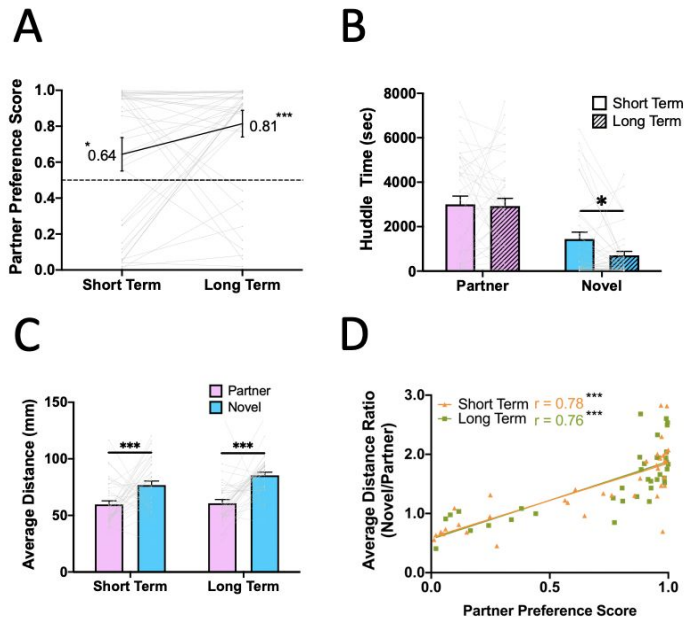 A
Partner Preference Score
1.0
0.8
0.6
0.4
0.2
0.0
* 0.64
0.81 ***
Short Term
Long Term
B
Huddle Time (sec)
8000
6000
4000
2000
0
Short Term
Long Term
*
Partner
Novel
C
Average Distance (mm)
150
100
50
0
Partner
Novel
***
***
Short Term
Long Term
D
Average Distance Ratio
(Novel/Partner)
3.0
2.0
1.0
0.0
Short Term r = 0.78 ***
Long Term r = 0.76 ***
0.0
0.5
1.0
Partner Preference Score